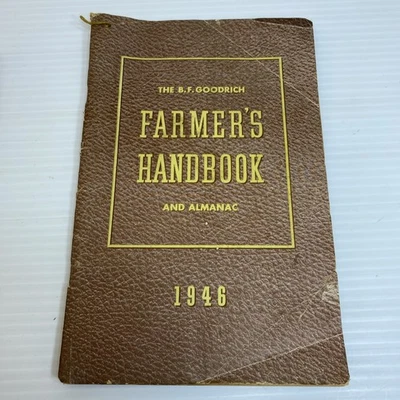 THE B.F. GOODRICH
FARMER'S
HANDBOOK
AND ALMANAC
1946